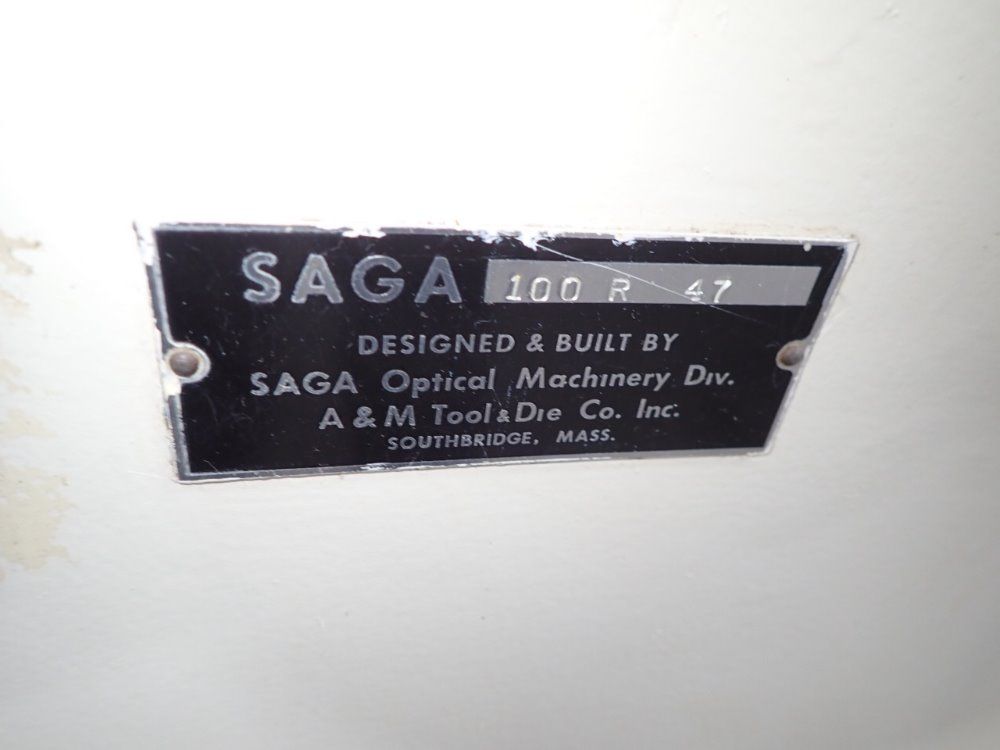 SAGA 100 R 47
DESIGNED & BUILT BY
SAGA Optical Machinery Div.
A & M Tool & Die Co. Inc.
SOUTHBRIDGE, MASS.